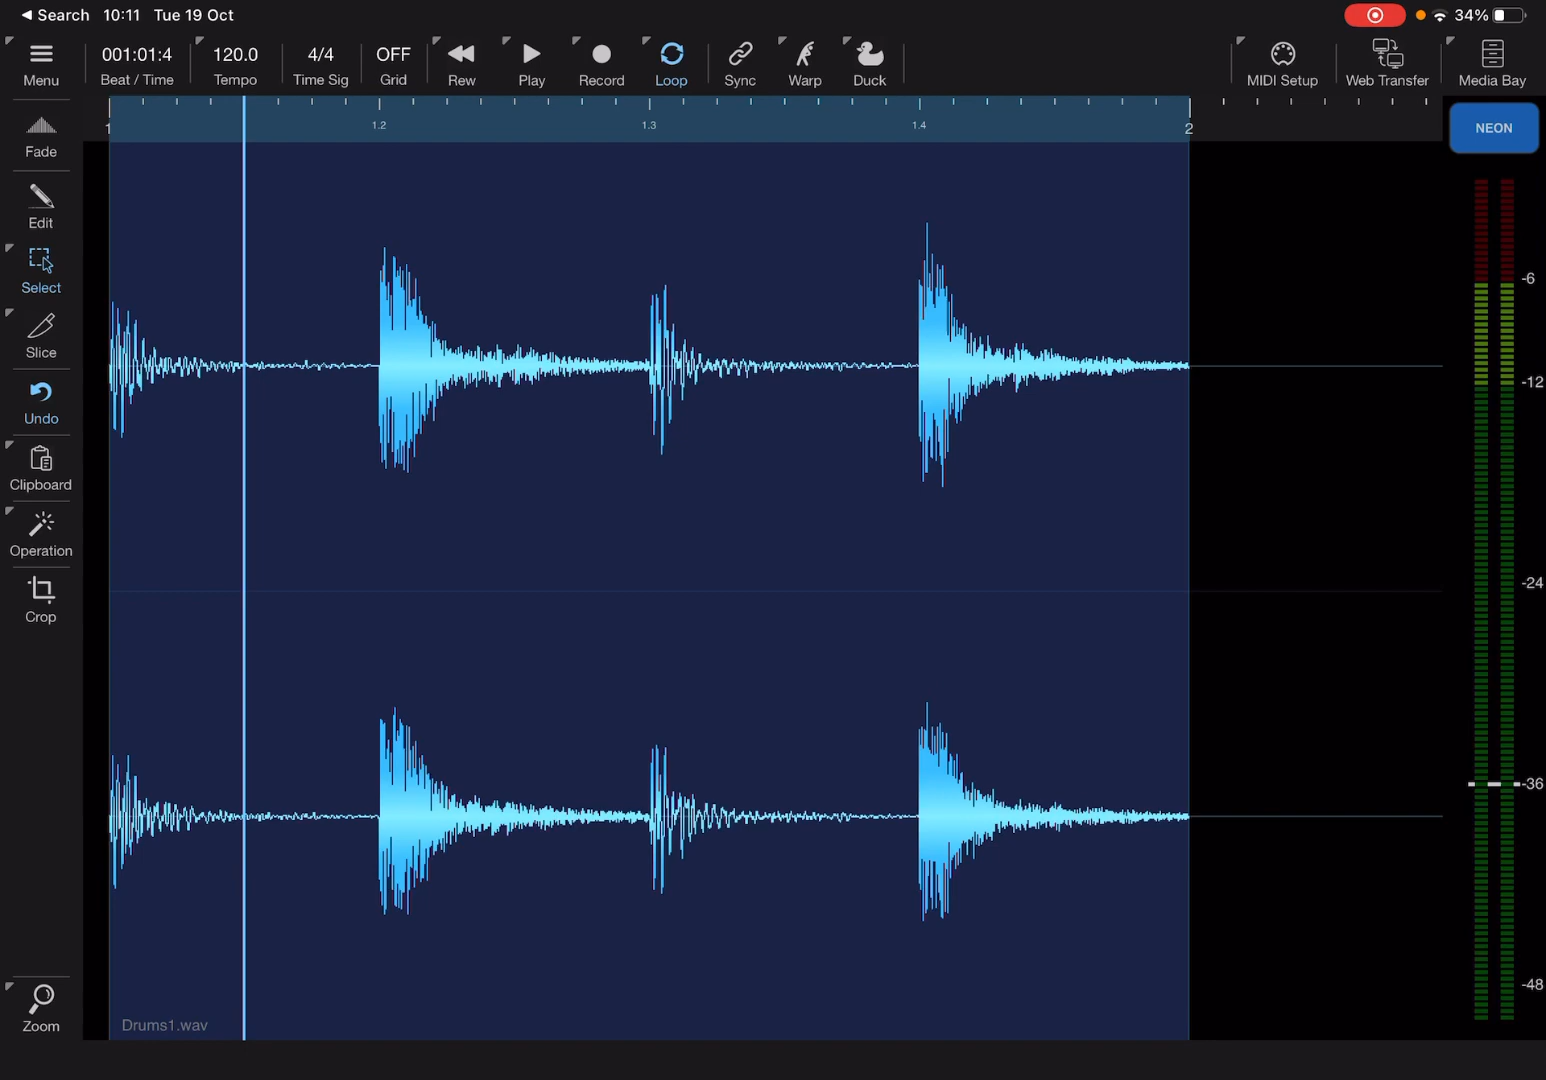 ◀ Search 10:11 Tue 19 Oct 34%
001:01:4 120.0 4/4 OFF
Menu Beat / Time Tempo Time Sig Grid Rew Play Record Loop Sync Warp Duck MIDI Setup Web Transfer Media Bay
1 1.2 1.3 1.4 2
NEON
Fade
Edit
Select
Slice
Undo
Clipboard
Operation
Crop
Zoom
-6
-12
-24
-36
-48
Drums1.wav